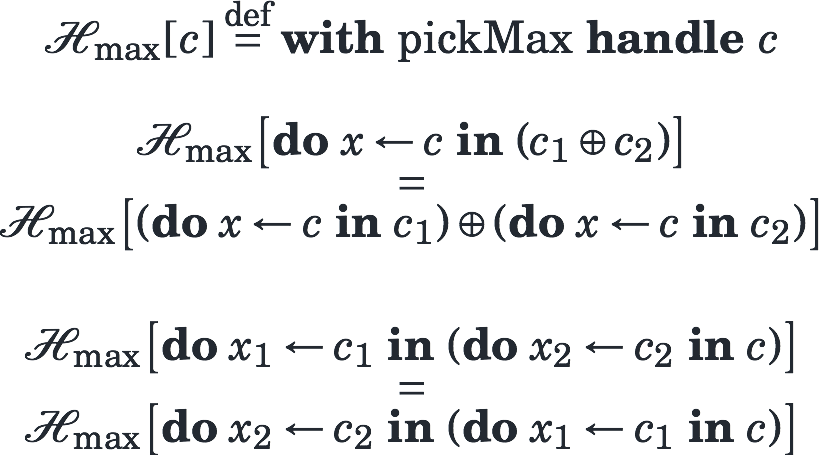 ℋmax[c] ≝ with pickMax handle c
ℋmax[do x ← c in (c₁ ⊕ c₂)]
=
ℋmax[(do x ← c in c₁) ⊕ (do x ← c in c₂)]
ℋmax[do x₁ ← c₁ in (do x₂ ← c₂ in c)]
=
ℋmax[do x₂ ← c₂ in (do x₁ ← c₁ in c)]